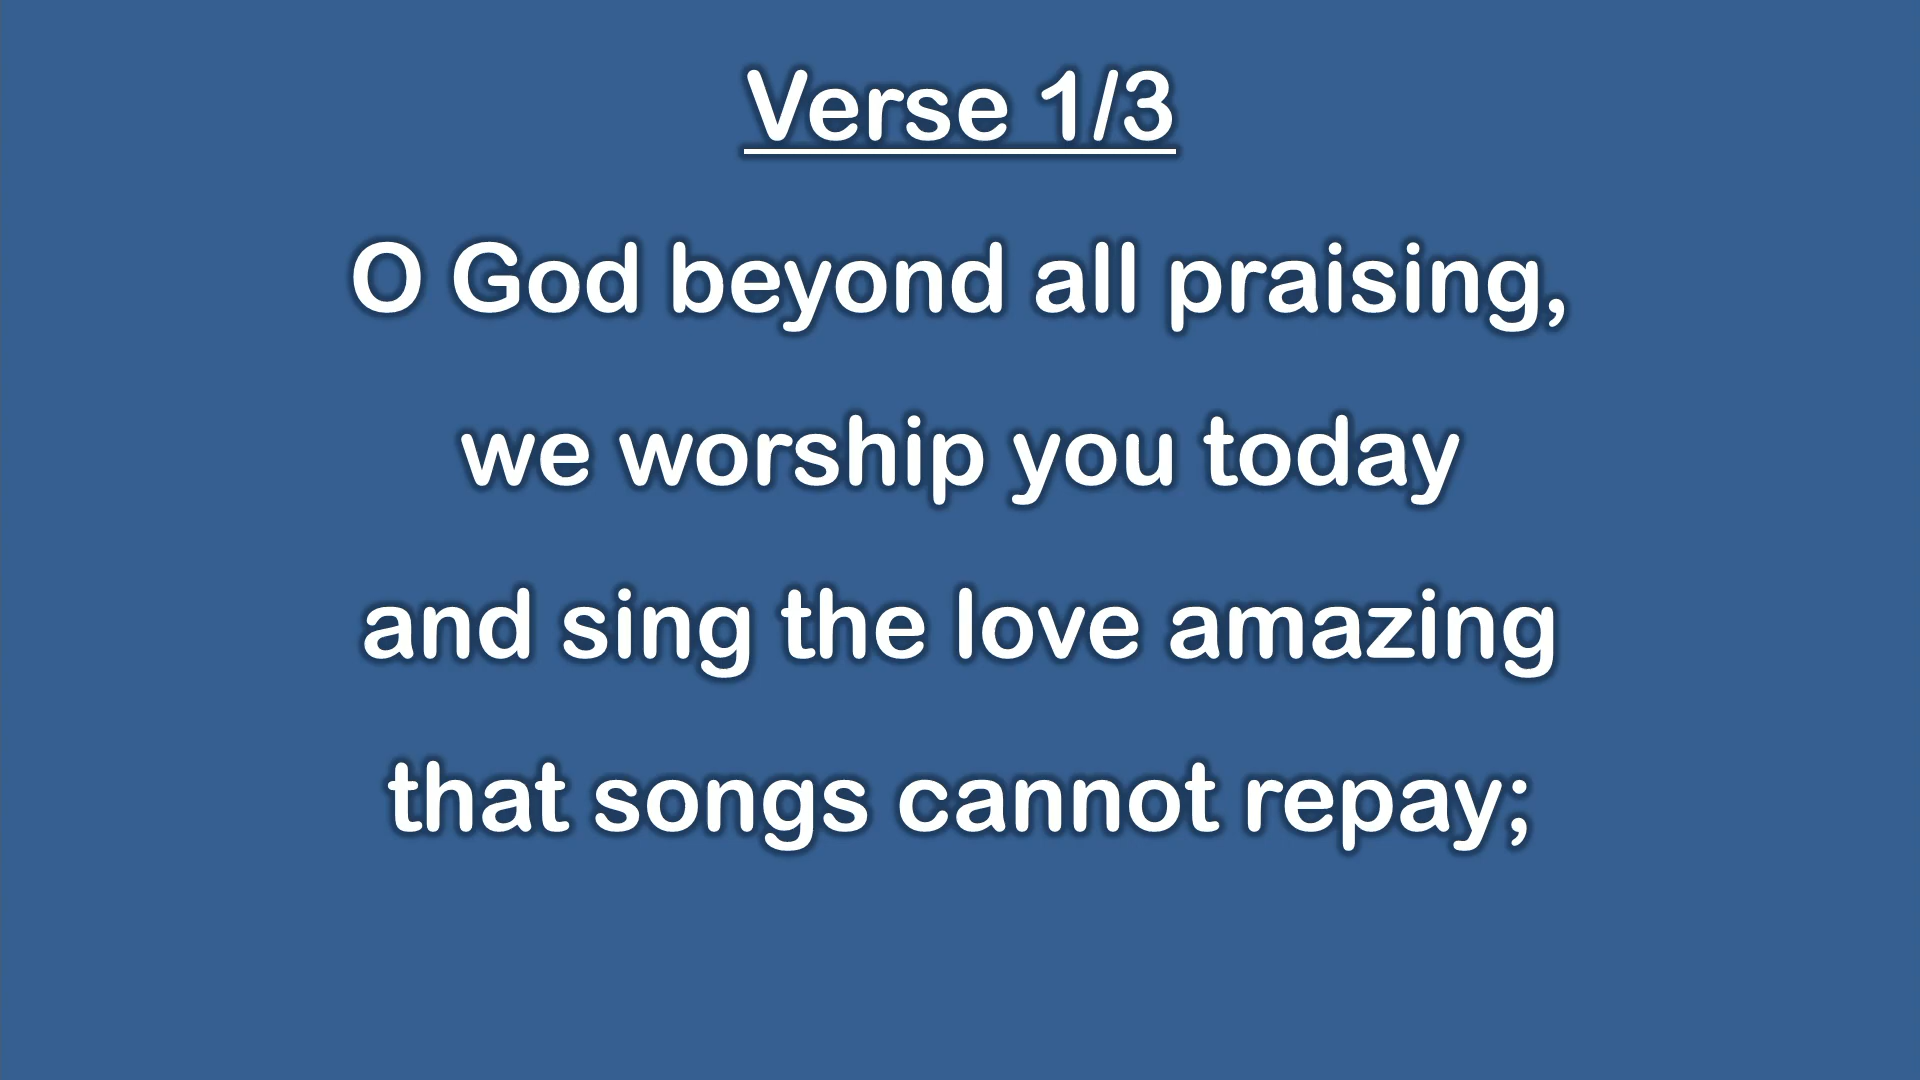 Verse 1/3
O God beyond all praising,
we worship you today
and sing the love amazing
that songs cannot repay;